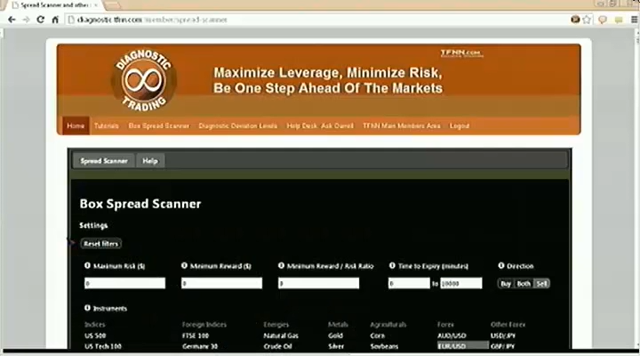 Spread Scanner and other
diagnostic.tfnn.com/member/spread-scanner
DIAGNOSTIC
TRADING
TFNN.com
Maximize Leverage, Minimize Risk,
Be One Step Ahead Of The Markets
Home Tutorials Box Spread Scanner Diagnostic Deviation Levels Help Desk Ask Darrell TFNN Main Members Area Logout
Spread Scanner Help
Box Spread Scanner
Settings
Reset filters
Maximum Risk ($) Minimum Reward ($) Minimum Reward / Risk Ratio Time to Expiry (minutes) Direction
0 0 0 0 to 10000 Buy Both Sell
Instruments
Indices Foreign Indices Energies Metals Agriculturals Forex Other Forex
US 500 FTSE 100 Natural Gas Gold Corn AUD/USD USD/JPY
US Tech 100 Germany 30 Crude Oil Silver Soybeans EUR/USD GBP/JPY